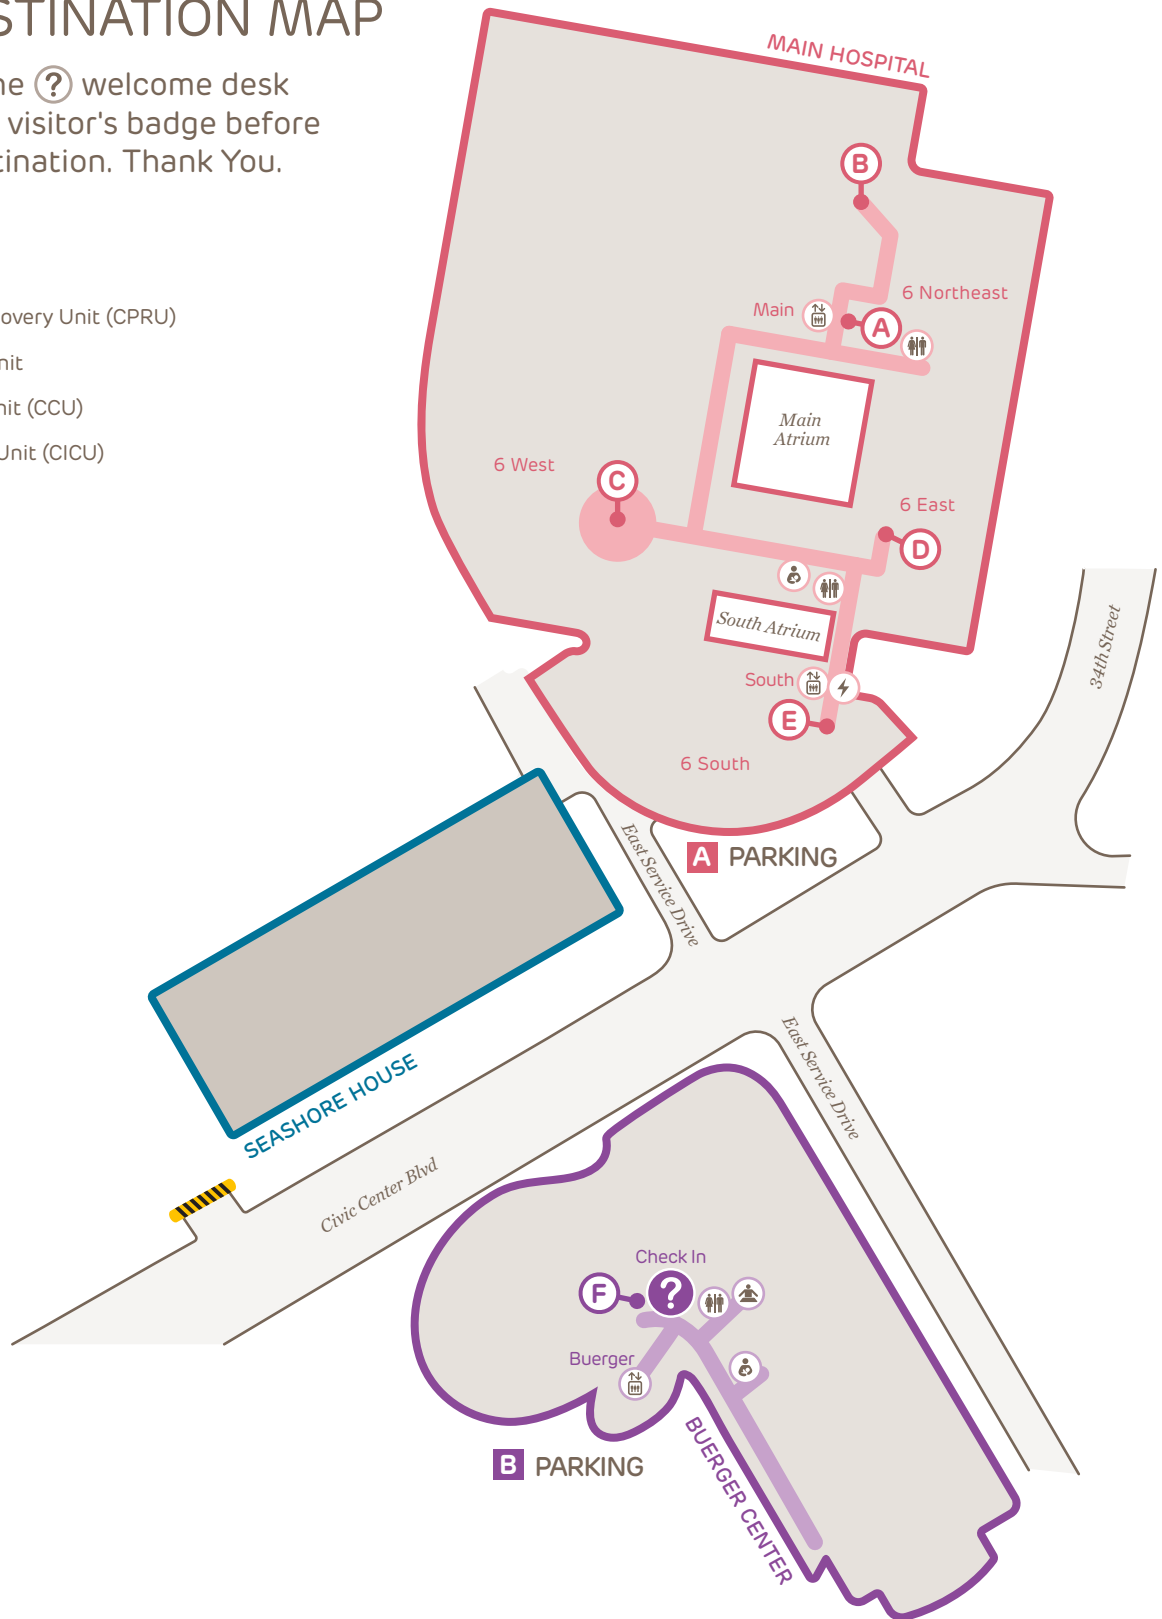 STINATION MAP
ne ? welcome desk
visitor's badge before
tination. Thank You.
overy Unit (CPRU)
nit
nit (CCU)
Unit (CICU)
MAIN HOSPITAL
B
6 Northeast
Main
A
Main
Atrium
6 West
C
6 East
D
South Atrium
South
E
6 South
34th Street
East Service Drive
A PARKING
SEASHORE HOUSE
East Service Drive
Civic Center Blvd
Check In
F
?
Buerger
B PARKING
BUERGER CENTER